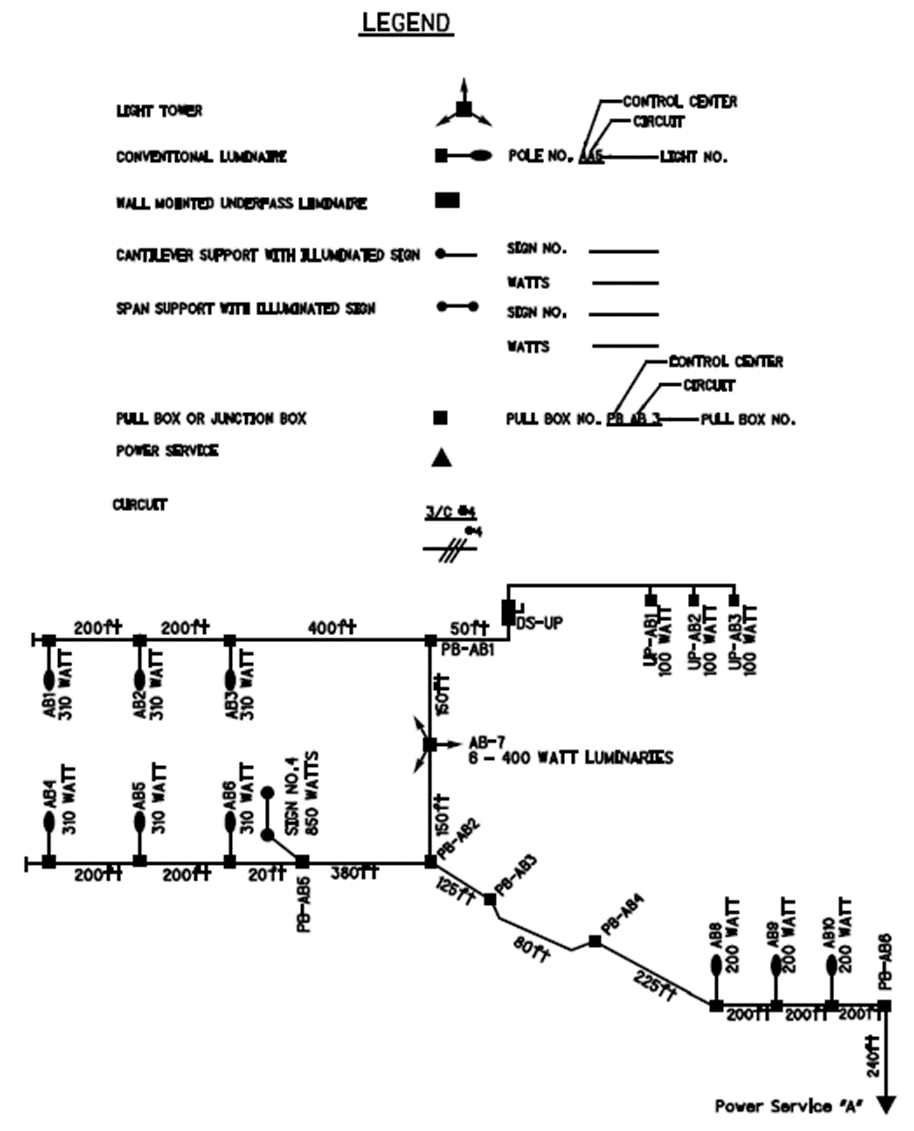 LEGEND
LIGHT TOWER
CONTROL CENTER
CIRCUIT
CONVENTIONAL LUMINAIRE
POLE NO. AA5 LIGHT NO.
WALL MOUNTED UNDERPASS LUMINAIRE
CANTILEVER SUPPORT WITH ILLUMINATED SIGN
SIGN NO.
WATTS
SPAN SUPPORT WITH ILLUMINATED SIGN
SIGN NO.
WATTS
CONTROL CENTER
CIRCUIT
PULL BOX OR JUNCTION BOX
PULL BOX NO. PB AB 3 PULL BOX NO.
POWER SERVICE
CIRCUIT
3/C #4
#4
200ft
200ft
400ft
50ft
DS-UP
PB-AB1
UP-AB1
100 WATT
UP-AB2
100 WATT
UP-AB3
100 WATT
AB1
310 WATT
AB2
310 WATT
AB3
310 WATT
150ft
AB-7
6 - 400 WATT LUMINARIES
150ft
AB4
310 WATT
AB5
310 WATT
AB6
310 WATT
SIGN NO.4
850 WATTS
200ft
200ft
20ft
PB-AB5
380ft
PB-AB2
125ft
PB-AB3
80ft
PB-AB4
225ft
AB8
200 WATT
AB9
200 WATT
AB10
200 WATT
PB-AB6
200ft
200ft
200ft
240ft
Power Service "A"